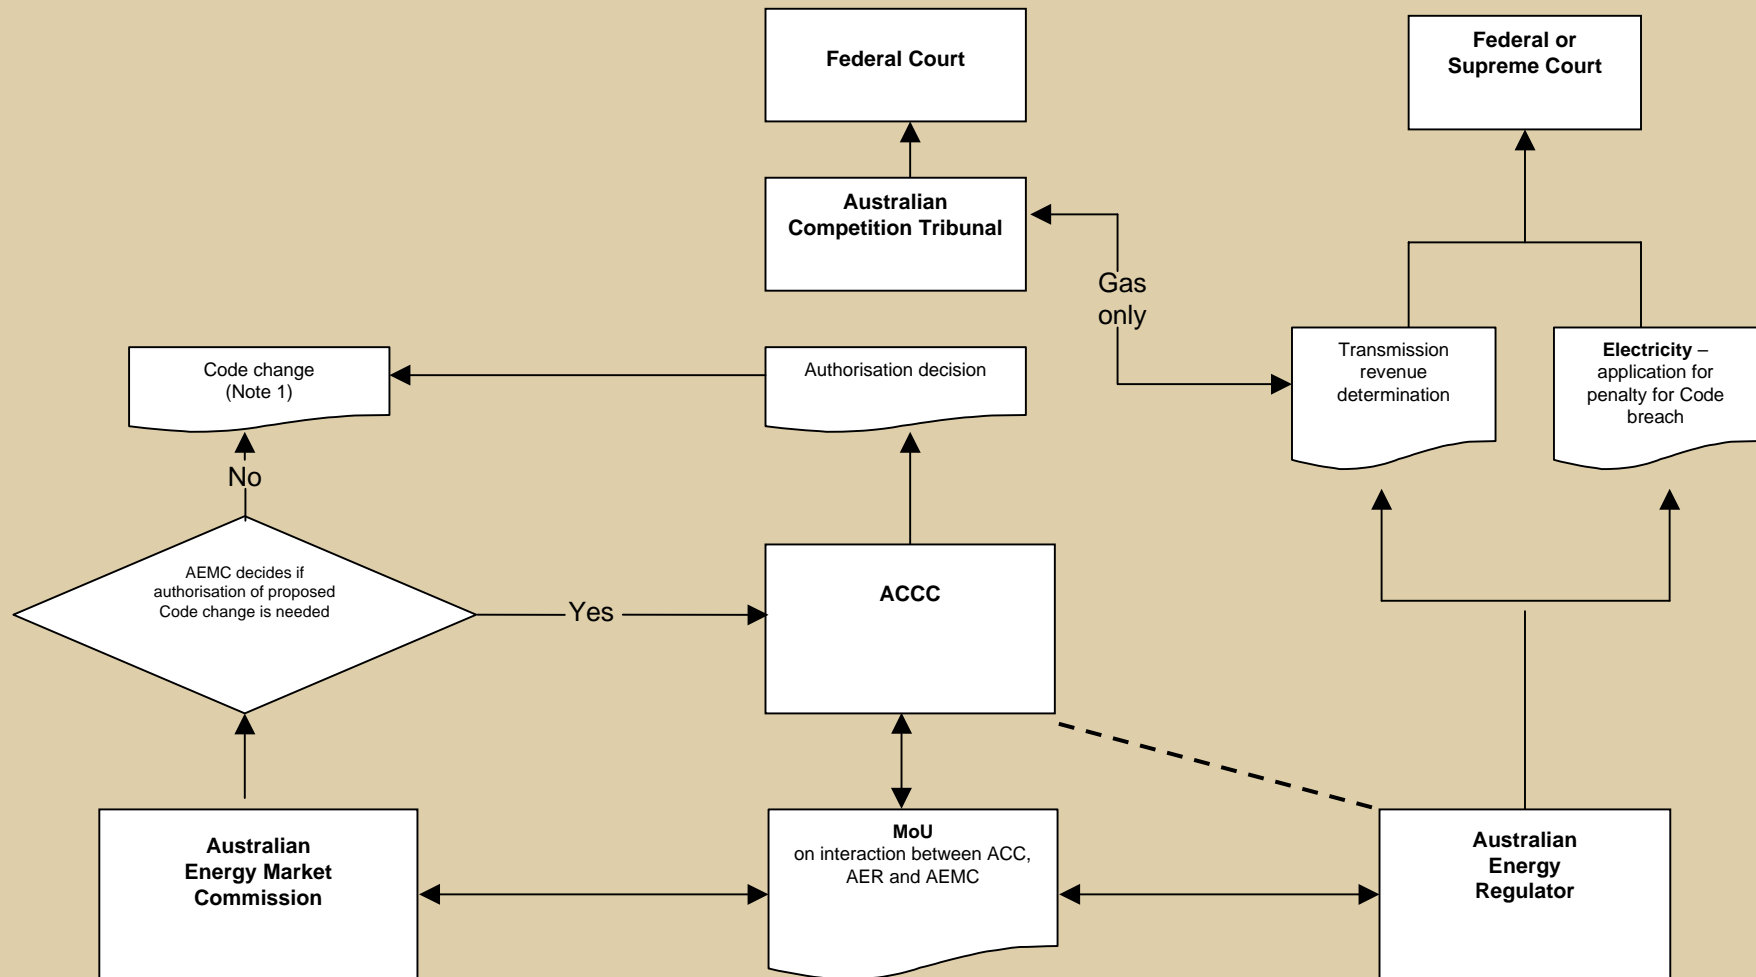 Federal Court
Federal or
Supreme Court
Australian
Competition Tribunal
Gas
only
Code change
(Note 1)
Authorisation decision
Transmission
revenue
determination
Electricity –
application for
penalty for Code
breach
No
AEMC decides if
authorisation of proposed
Code change is needed
Yes
ACCC
Australian
Energy Market
Commission
MoU
on interaction between ACC,
AER and AEMC
Australian
Energy
Regulator